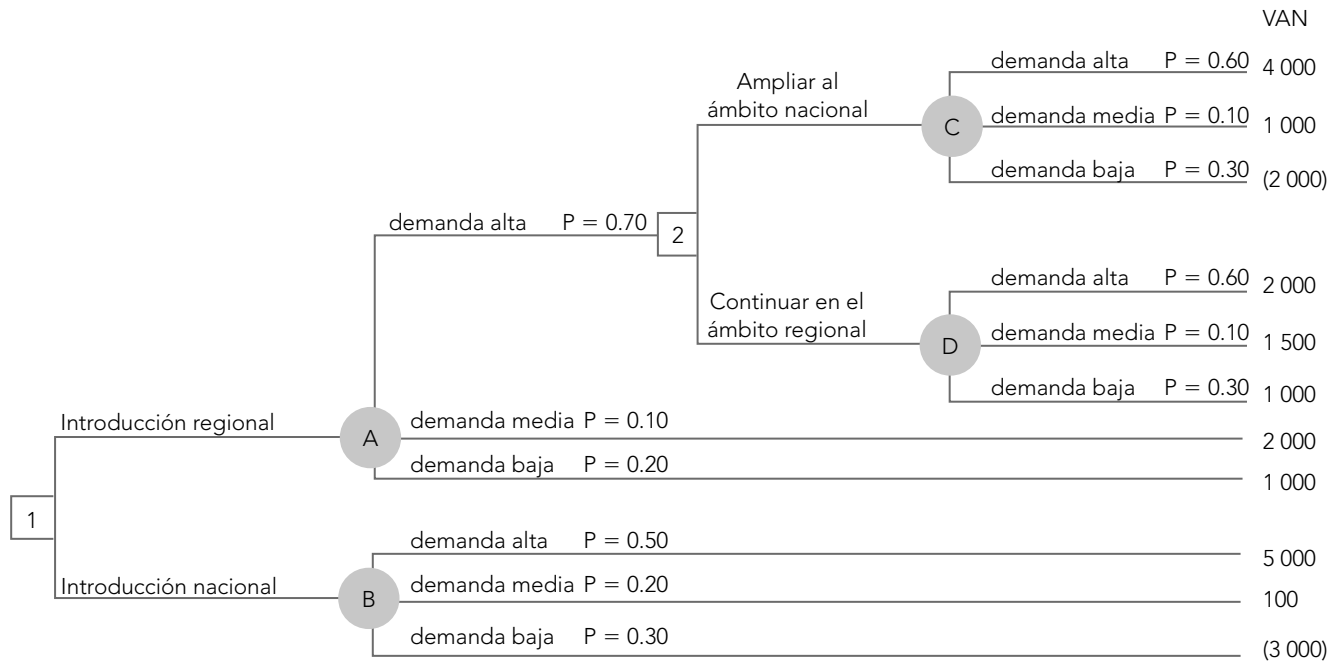 VAN
demanda alta P = 0.60 4 000
Ampliar al
ámbito nacional
C
demanda media P = 0.10 1 000
demanda baja P = 0.30 (2 000)
demanda alta P = 0.70
2
demanda alta P = 0.60 2 000
Continuar en el
ámbito regional
D
demanda media P = 0.10 1 500
demanda baja P = 0.30 1 000
Introducción regional
A
demanda media P = 0.10 2 000
demanda baja P = 0.20 1 000
1
demanda alta P = 0.50 5 000
Introducción nacional
B
demanda media P = 0.20 100
demanda baja P = 0.30 (3 000)